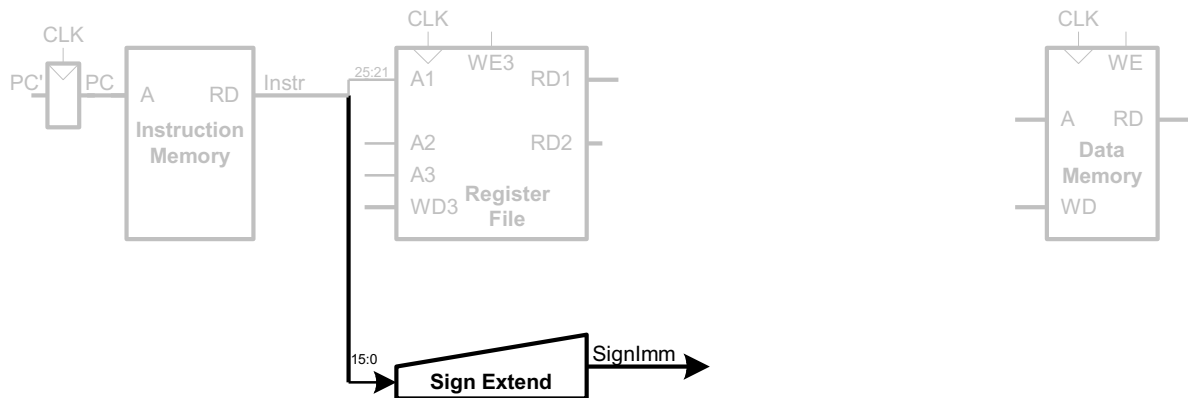 CLK
CLK
CLK
PC'
PC
A
RD
Instr
Instruction
Memory
25:21
A1
WE3
RD1
A2
RD2
A3
WD3
Register
File
WE
A
RD
Data
Memory
WD
15:0
Sign Extend
SignImm